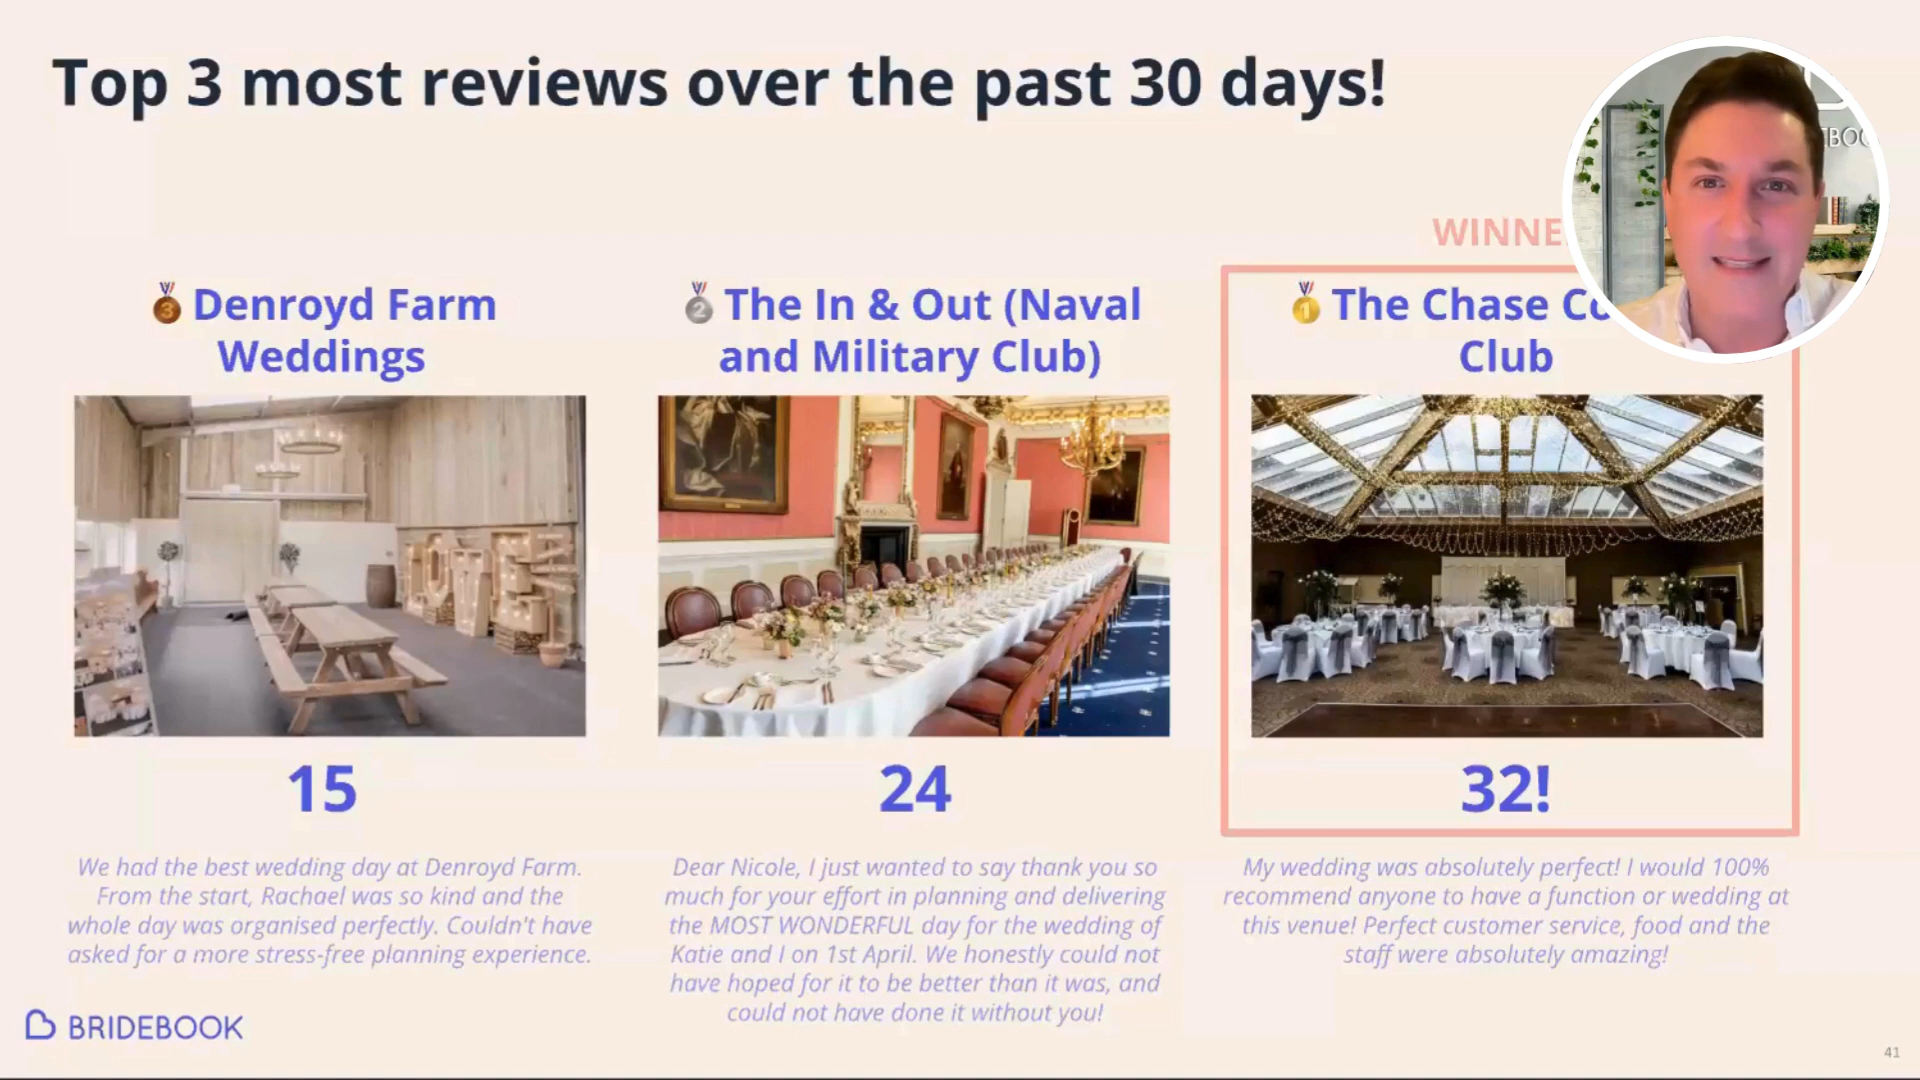 Top 3 most reviews over the past 30 days!
Denroyd Farm
Weddings
15
We had the best wedding day at Denroyd Farm.
From the start, Rachael was so kind and the
whole day was organised perfectly. Couldn't have
asked for a more stress-free planning experience.
The In & Out (Naval
and Military Club)
24
Dear Nicole, I just wanted to say thank you so
much for your effort in planning and delivering
the MOST WONDERFUL day for the wedding of
Katie and I on 1st April. We honestly could not
have hoped for it to be better than it was, and
could not have done it without you!
The Chase
Club
32!
My wedding was absolutely perfect! I would 100%
recommend anyone to have a function or wedding at
this venue! Perfect customer service, food and the
staff were absolutely amazing!
BRIDEBOOK
41